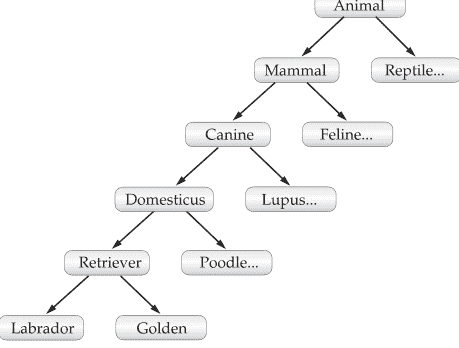 Animal
Mammal
Reptile...
Canine
Feline...
Domesticus
Lupus...
Retriever
Poodle...
Labrador
Golden